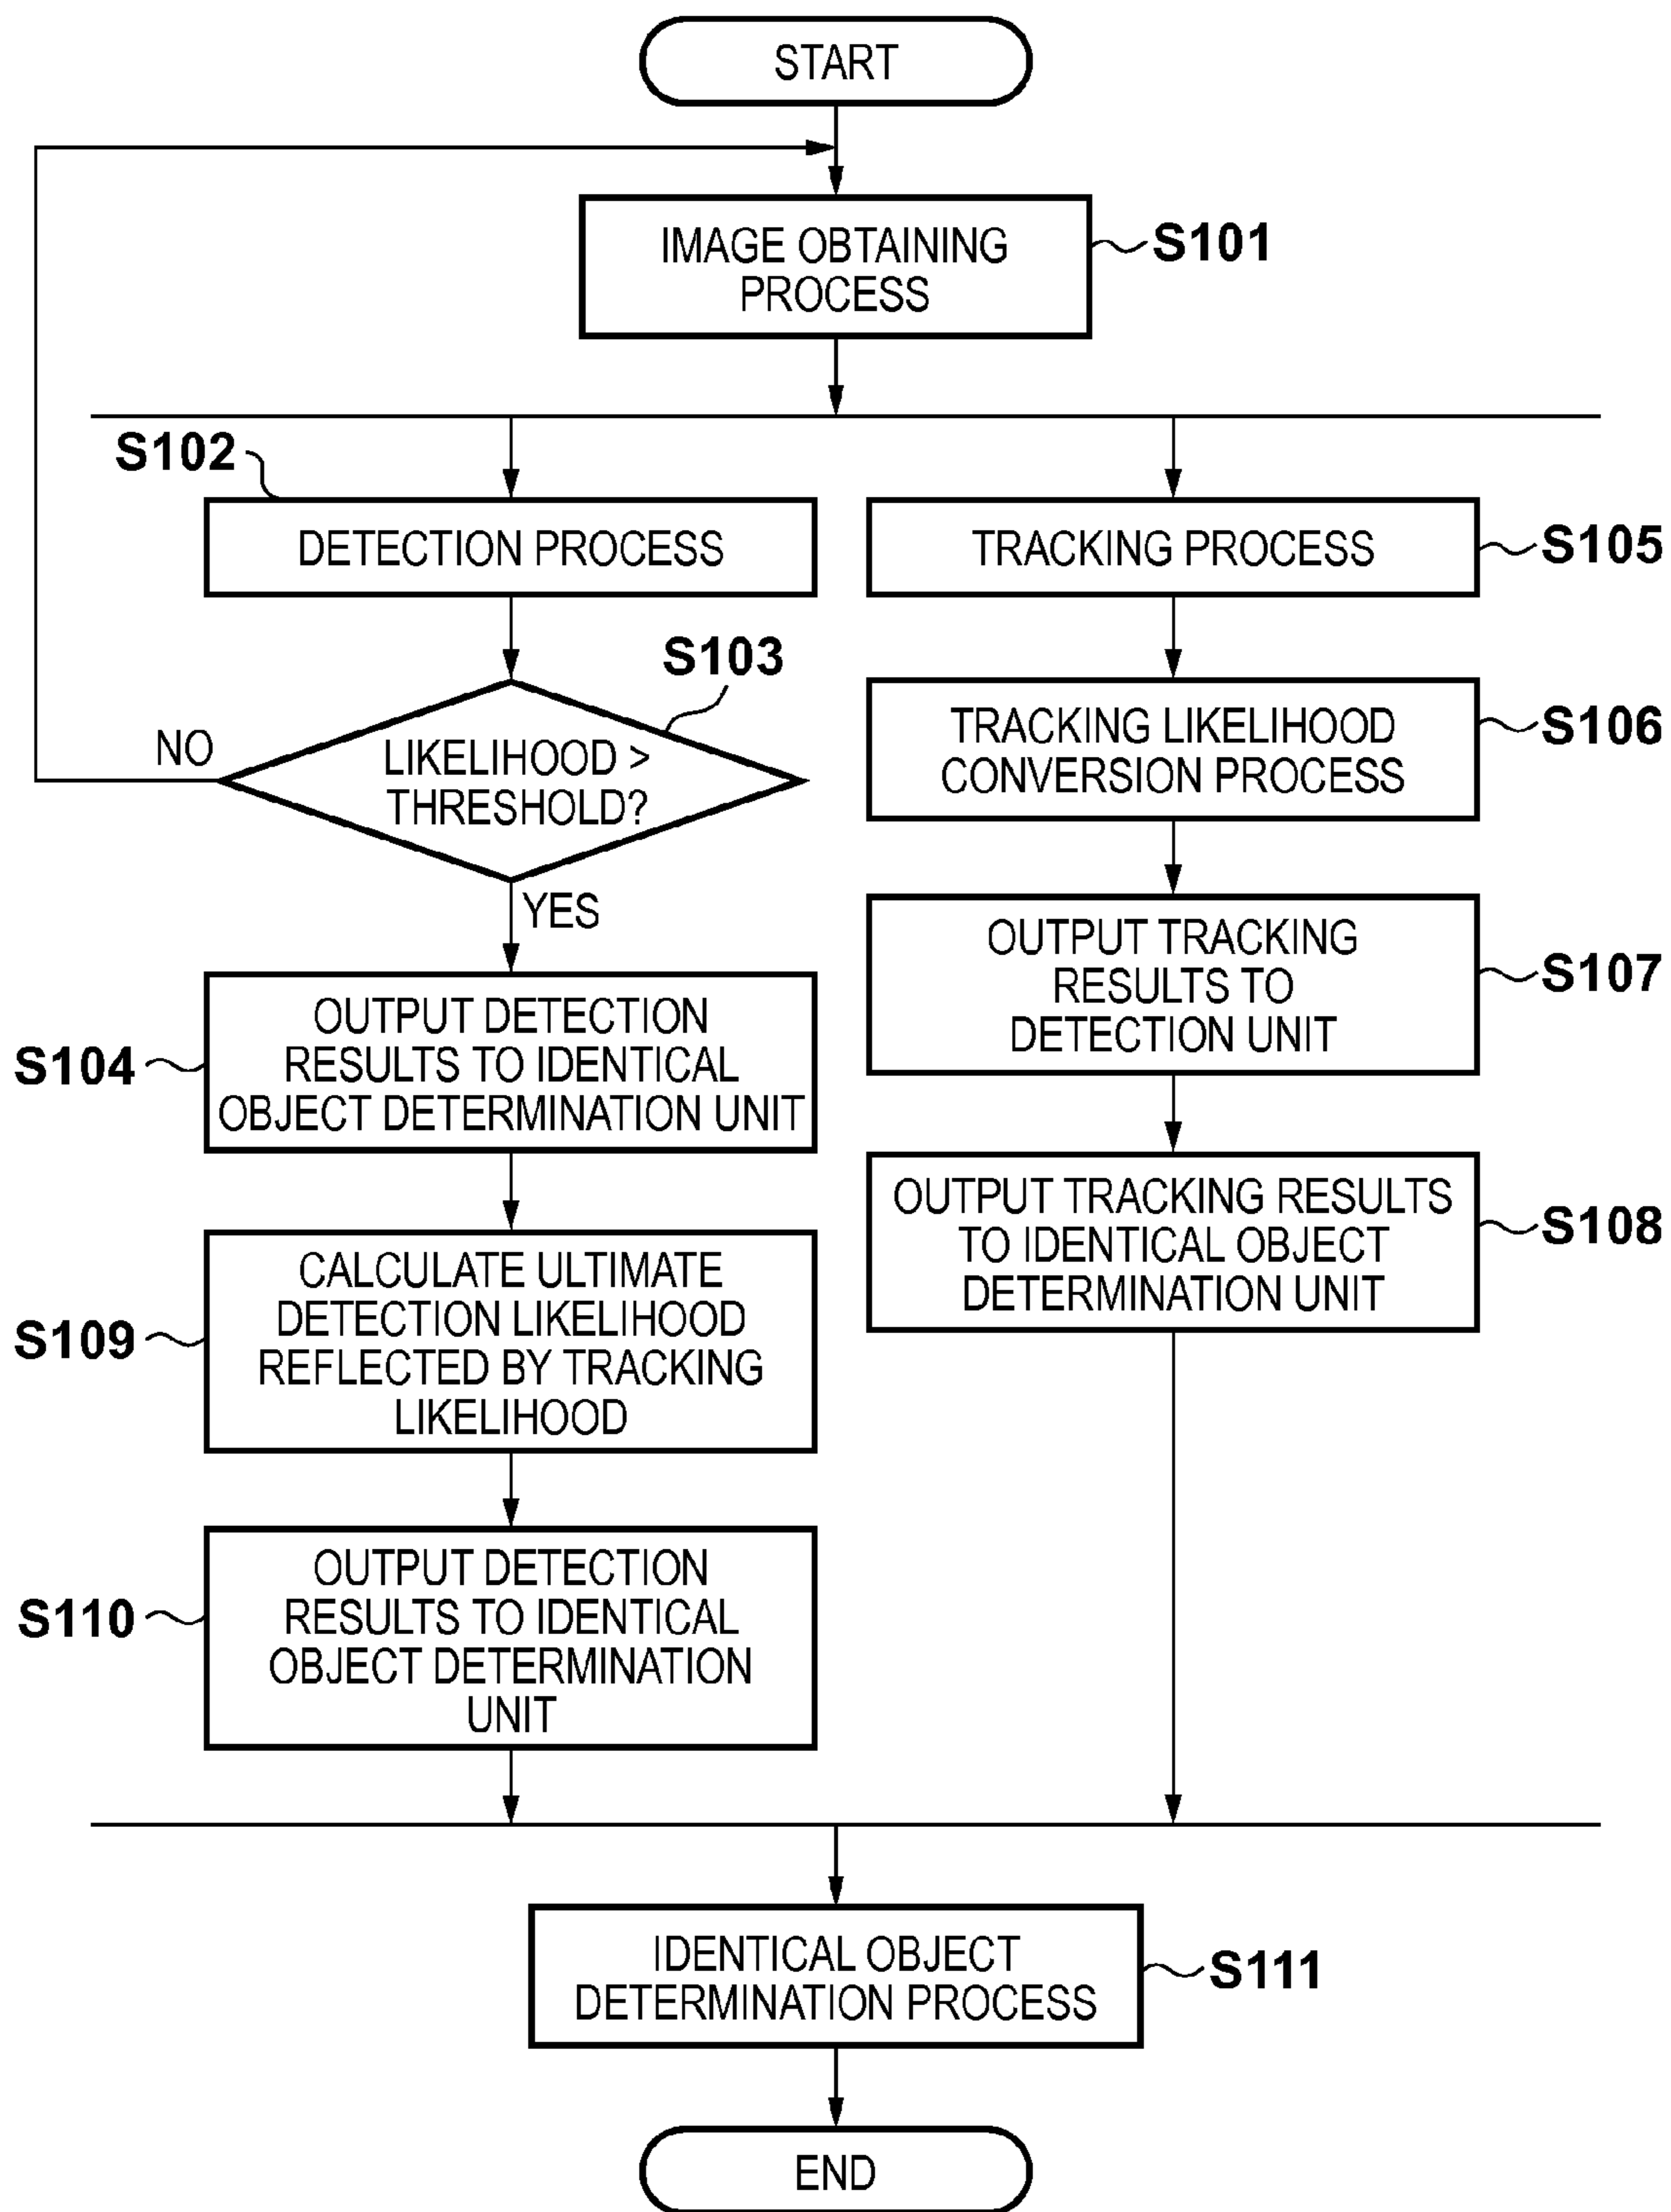 START
IMAGE OBTAINING
PROCESS
S101
S102
DETECTION PROCESS
S103
LIKELIHOOD >
THRESHOLD?
NO
YES
S104
OUTPUT DETECTION
RESULTS TO IDENTICAL
OBJECT DETERMINATION UNIT
S109
CALCULATE ULTIMATE
DETECTION LIKELIHOOD
REFLECTED BY TRACKING
LIKELIHOOD
S110
OUTPUT DETECTION
RESULTS TO IDENTICAL
OBJECT DETERMINATION
UNIT
TRACKING PROCESS
S105
TRACKING LIKELIHOOD
CONVERSION PROCESS
S106
OUTPUT TRACKING
RESULTS TO
DETECTION UNIT
S107
OUTPUT TRACKING RESULTS
TO IDENTICAL OBJECT
DETERMINATION UNIT
S108
IDENTICAL OBJECT
DETERMINATION PROCESS
S111
END